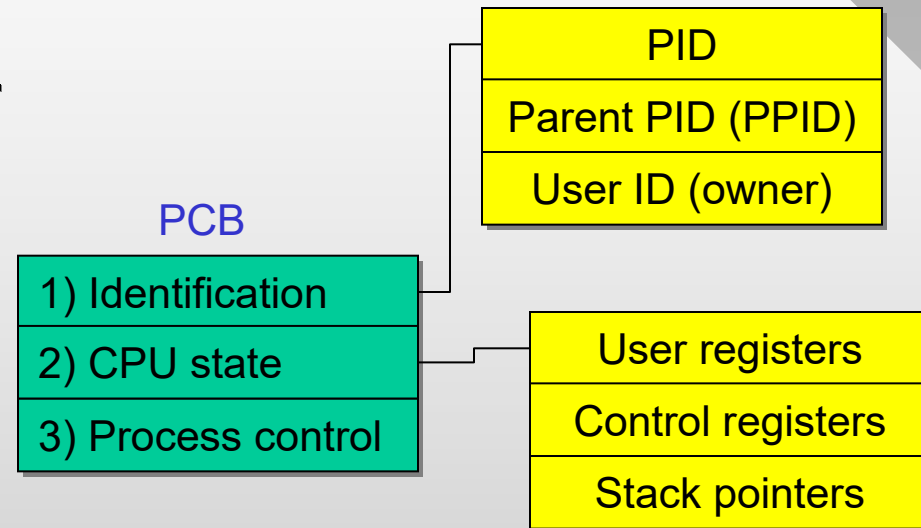 PID
Parent PID (PPID)
User ID (owner)
PCB
1) Identification
2) CPU state
3) Process control
User registers
Control registers
Stack pointers